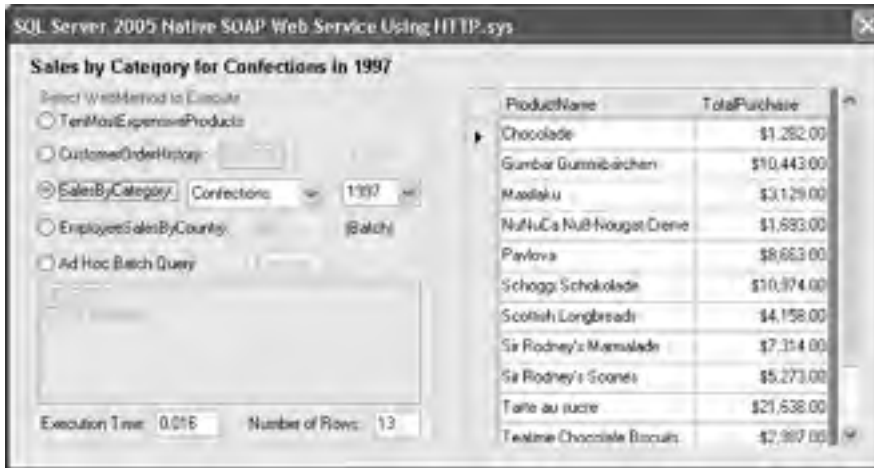 SQL Server 2005 Native SOAP Web Service Using HTTP.sys
Sales by Category for Confections in 1997
Select WebMethod to Execute
TenMostExpensiveProducts
CustomerOrderHistory:
SalesByCategory: Confections 1997
EmployeeSalesByCountry: (Batch)
Ad Hoc Batch Query
Execution Time: 0.016 Number of Rows: 13
ProductName TotalPurchase
Chocolade $1,282.00
Gumbär Gummibärchen $10,443.00
Maxilaku $3,129.00
NuNuCa Nuß-Nougat-Creme $1,693.00
Pavlova $8,663.00
Schoggi Schokolade $10,974.00
Scottish Longbreads $4,158.00
Sir Rodney's Marmalade $7,314.00
Sir Rodney's Scones $5,273.00
Tarte au sucre $21,638.00
Teatime Chocolate Biscuits $2,987.00